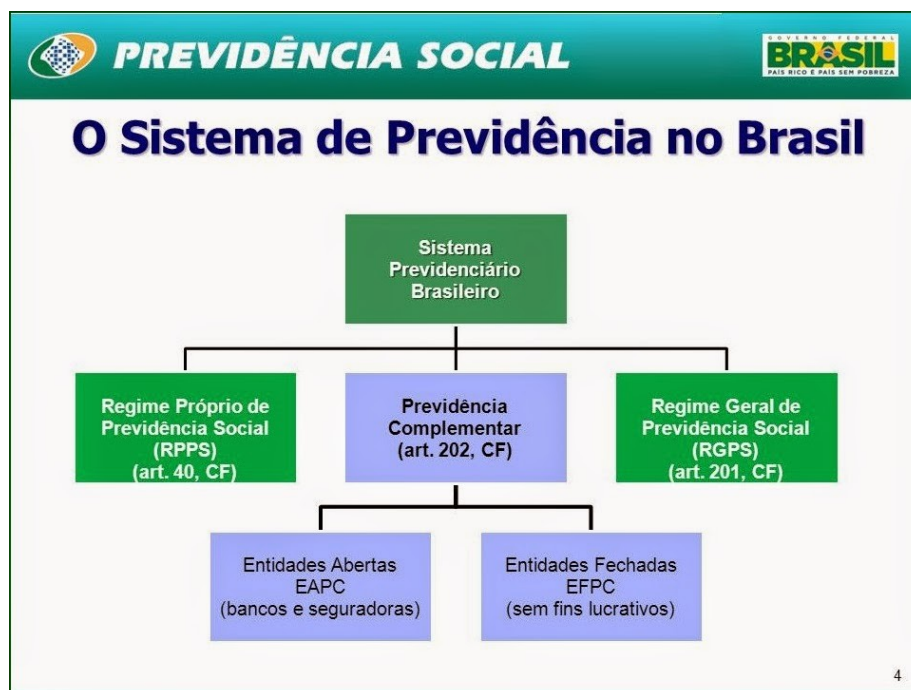 PREVIDÊNCIA SOCIAL
GOVERNO FEDERAL
BRASIL
PAÍS RICO É PAÍS SEM POBREZA
O Sistema de Previdência no Brasil
Sistema
Previdenciário
Brasileiro
Regime Próprio de
Previdência Social
(RPPS)
(art. 40, CF)
Previdência
Complementar
(art. 202, CF)
Regime Geral de
Previdência Social
(RGPS)
(art. 201, CF)
Entidades Abertas
EAPC
(bancos e seguradoras)
Entidades Fechadas
EFPC
(sem fins lucrativos)
4